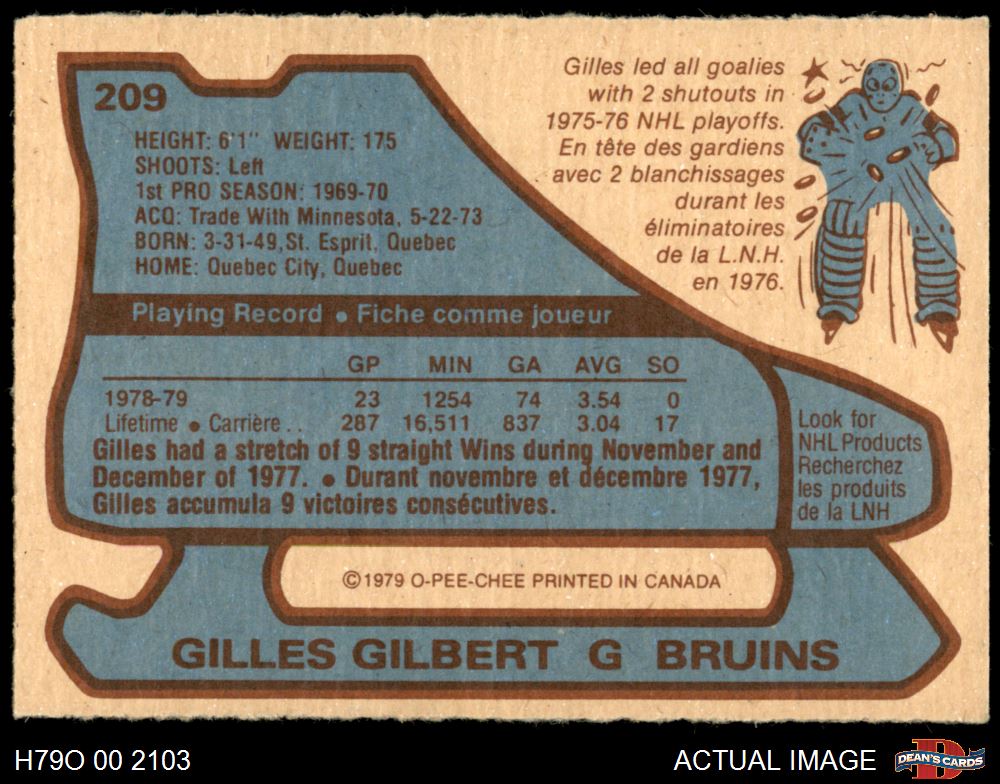 209
HEIGHT: 6'1" WEIGHT: 175
SHOOTS: Left
1st PRO SEASON: 1969-70
ACQ: Trade With Minnesota, 5-22-73
BORN: 3-31-49, St. Esprit, Quebec
HOME: Quebec City, Quebec
Gilles led all goalies
with 2 shutouts in
1975-76 NHL playoffs.
En tête des gardiens
avec 2 blanchissages
durant les
éliminatoires
de la L.N.H.
en 1976.
Playing Record • Fiche comme joueur
GP MIN GA AVG SO
1978-79 23 1254 74 3.54 0
Lifetime • Carrière .. 287 16,511 837 3.04 17
Gilles had a stretch of 9 straight Wins during November and
December of 1977. • Durant novembre et décembre 1977,
Gilles accumula 9 victoires consécutives.
Look for
NHL Products
Recherchez
les produits
de la LNH
©1979 O-PEE-CHEE PRINTED IN CANADA
GILLES GILBERT G BRUINS
H79O 00 2103
ACTUAL IMAGE
DEAN'S CARDS